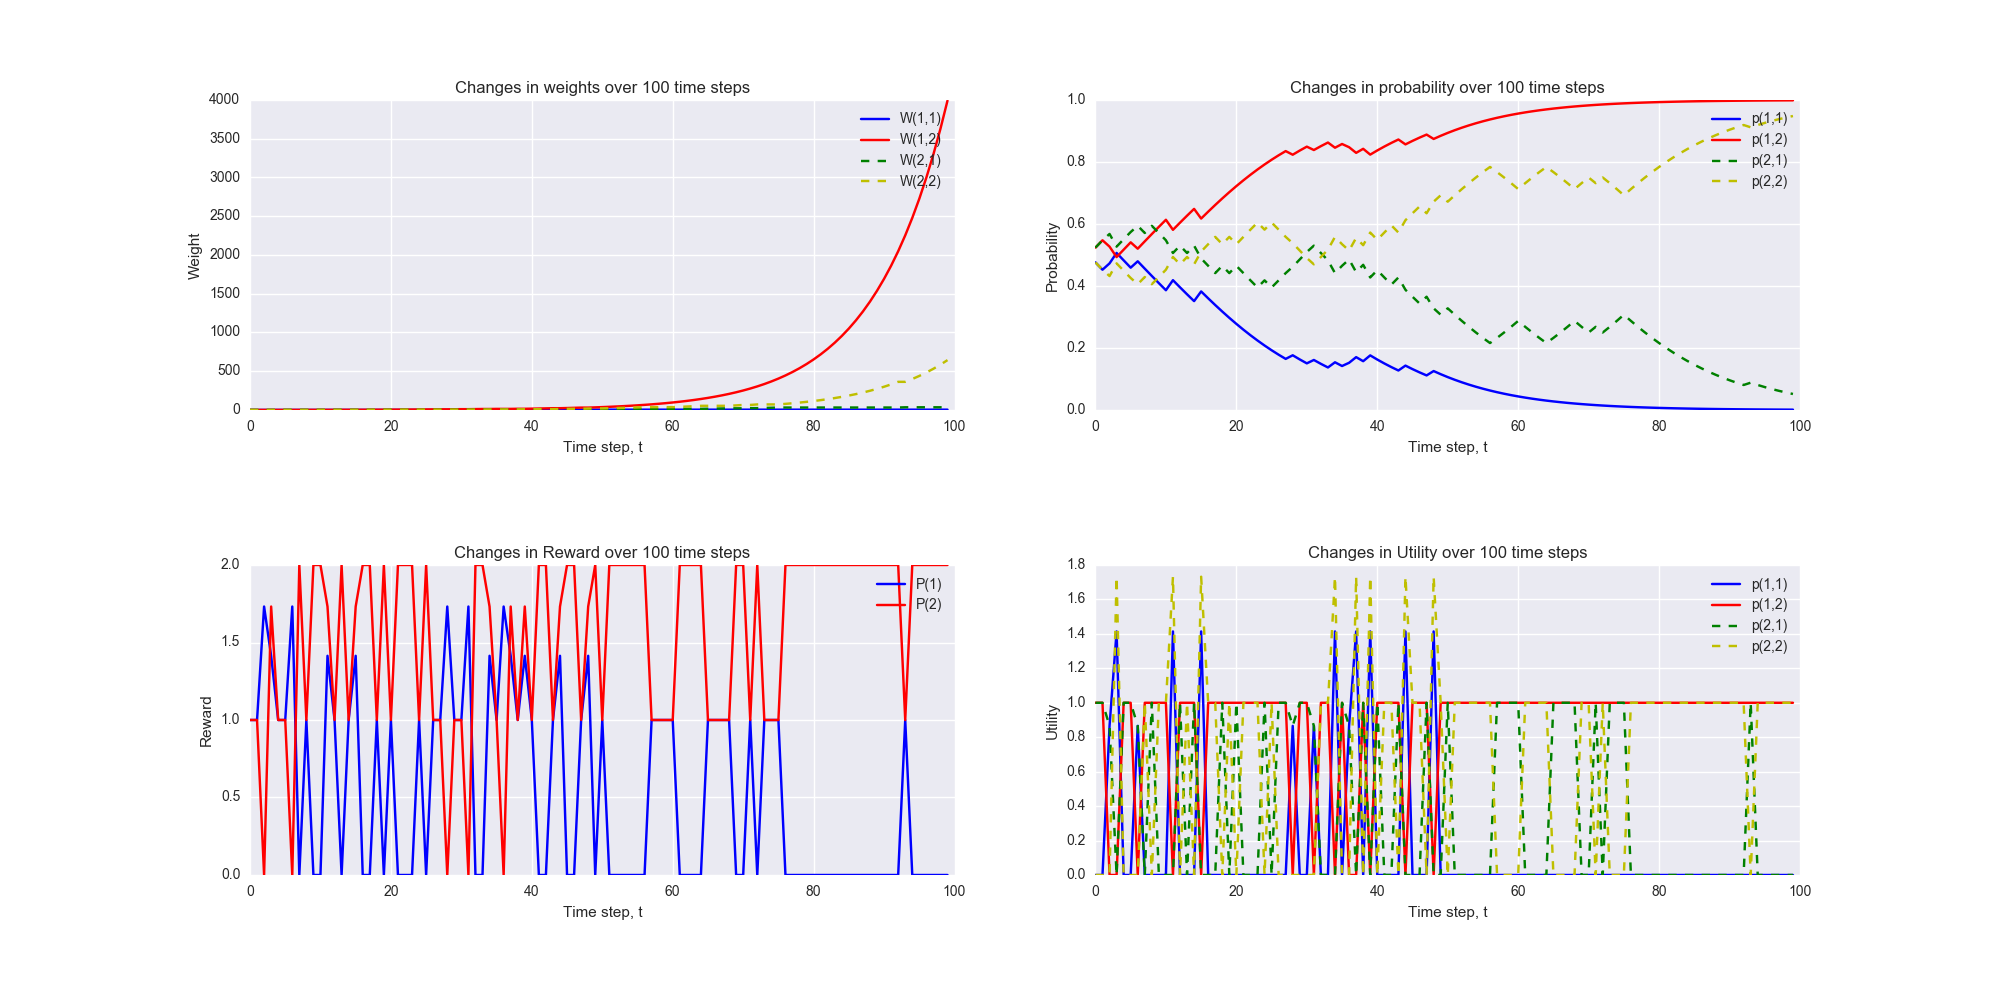 Changes in weights over 100 time steps
4000
3500
3000
2500
2000
1500
1000
500
0
Weight
W(1,1)
W(1,2)
W(2,1)
W(2,2)
0 20 40 60 80 100
Time step, t
Changes in probability over 100 time steps
1.0
0.8
0.6
0.4
0.2
0.0
Probability
p(1,1)
p(1,2)
p(2,1)
p(2,2)
0 20 40 60 80 100
Time step, t
Changes in Reward over 100 time steps
2.0
1.5
1.0
0.5
0.0
Reward
P(1)
P(2)
0 20 40 60 80 100
Time step, t
Changes in Utility over 100 time steps
1.8
1.6
1.4
1.2
1.0
0.8
0.6
0.4
0.2
0.0
Utility
p(1,1)
p(1,2)
p(2,1)
p(2,2)
0 20 40 60 80 100
Time step, t